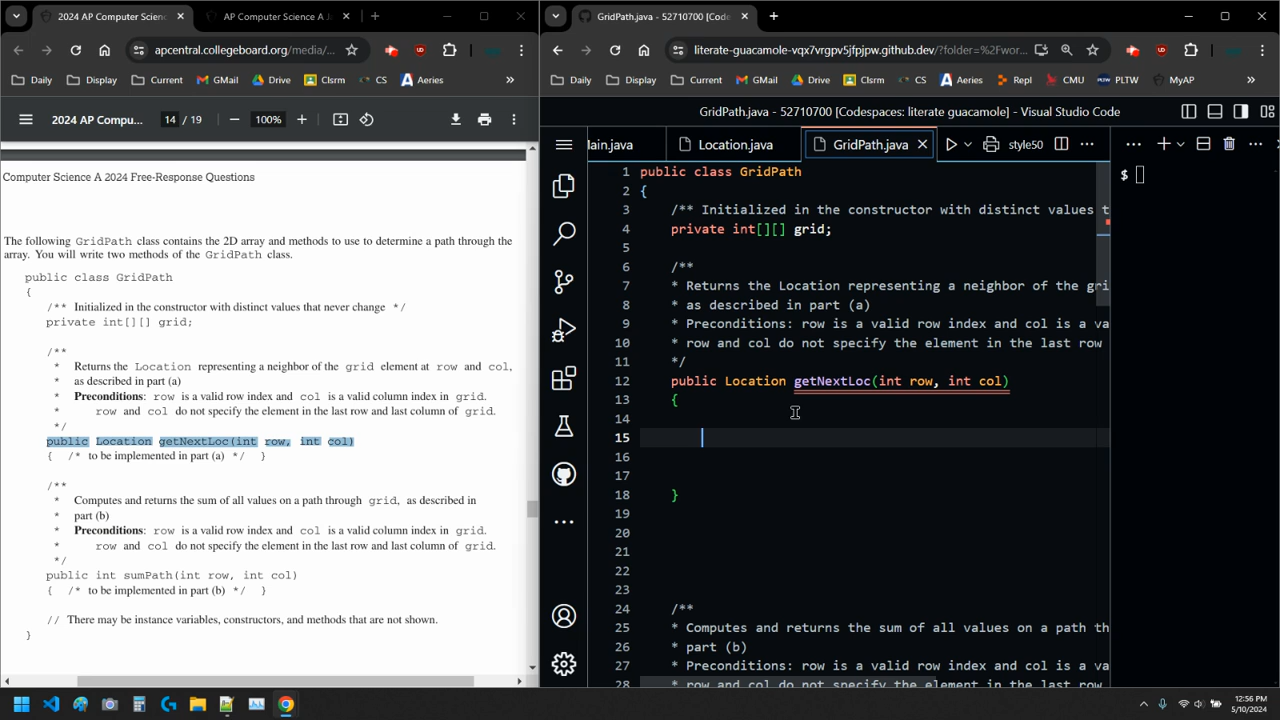 AP Computer Scienc
AP Computer Science A Ja
GridPath.java - 52710700 [Codes
apcentral.collegeboard.org/media/...
literate-guacamole-vqx7vrgpv5jfpjpw.github.dev/?folder=%2Fwor...
Daily Display Current GMail Drive Clsrm CS Aeries »
Daily Display Current GMail Drive Clsrm CS Aeries Repl CMU PLTW MyAP »
2024 AP Compu... 14 / 19 100%
GridPath.java - 52710700 [Codespaces: literate guacamole] - Visual Studio Code
Main.java Location.java GridPath.java style50
Computer Science A 2024 Free-Response Questions
The following GridPath class contains the 2D array and methods to use to determine a path through the
array. You will write two methods of the GridPath class.
public class GridPath
{
/** Initialized in the constructor with distinct values that never change */
private int[][] grid;
/**
* Returns the Location representing a neighbor of the grid element at row and col,
* as described in part (a)
* Preconditions: row is a valid row index and col is a valid column index in grid.
* row and col do not specify the element in the last row and last column of grid.
*/
public Location getNextLoc(int row, int col)
{ /* to be implemented in part (a) */ }
/**
* Computes and returns the sum of all values on a path through grid, as described in
* part (b)
* Preconditions: row is a valid row index and col is a valid column index in grid.
* row and col do not specify the element in the last row and last column of grid.
*/
public int sumPath(int row, int col)
{ /* to be implemented in part (b) */ }
// There may be instance variables, constructors, and methods that are not shown.
}
1 public class GridPath
2 {
3 /** Initialized in the constructor with distinct values t
4 private int[][] grid;
5
6 /**
7 * Returns the Location representing a neighbor of the gri
8 * as described in part (a)
9 * Preconditions: row is a valid row index and col is a va
10 * row and col do not specify the element in the last row
11 */
12 public Location getNextLoc(int row, int col)
13 {
14
15
16
17
18 }
19
20
21
22
23
24 /**
25 * Computes and returns the sum of all values on a path th
26 * part (b)
27 * Preconditions: row is a valid row index and col is a va
28 * row and col do not specify the element in the last row
$
12:56 PM
5/10/2024